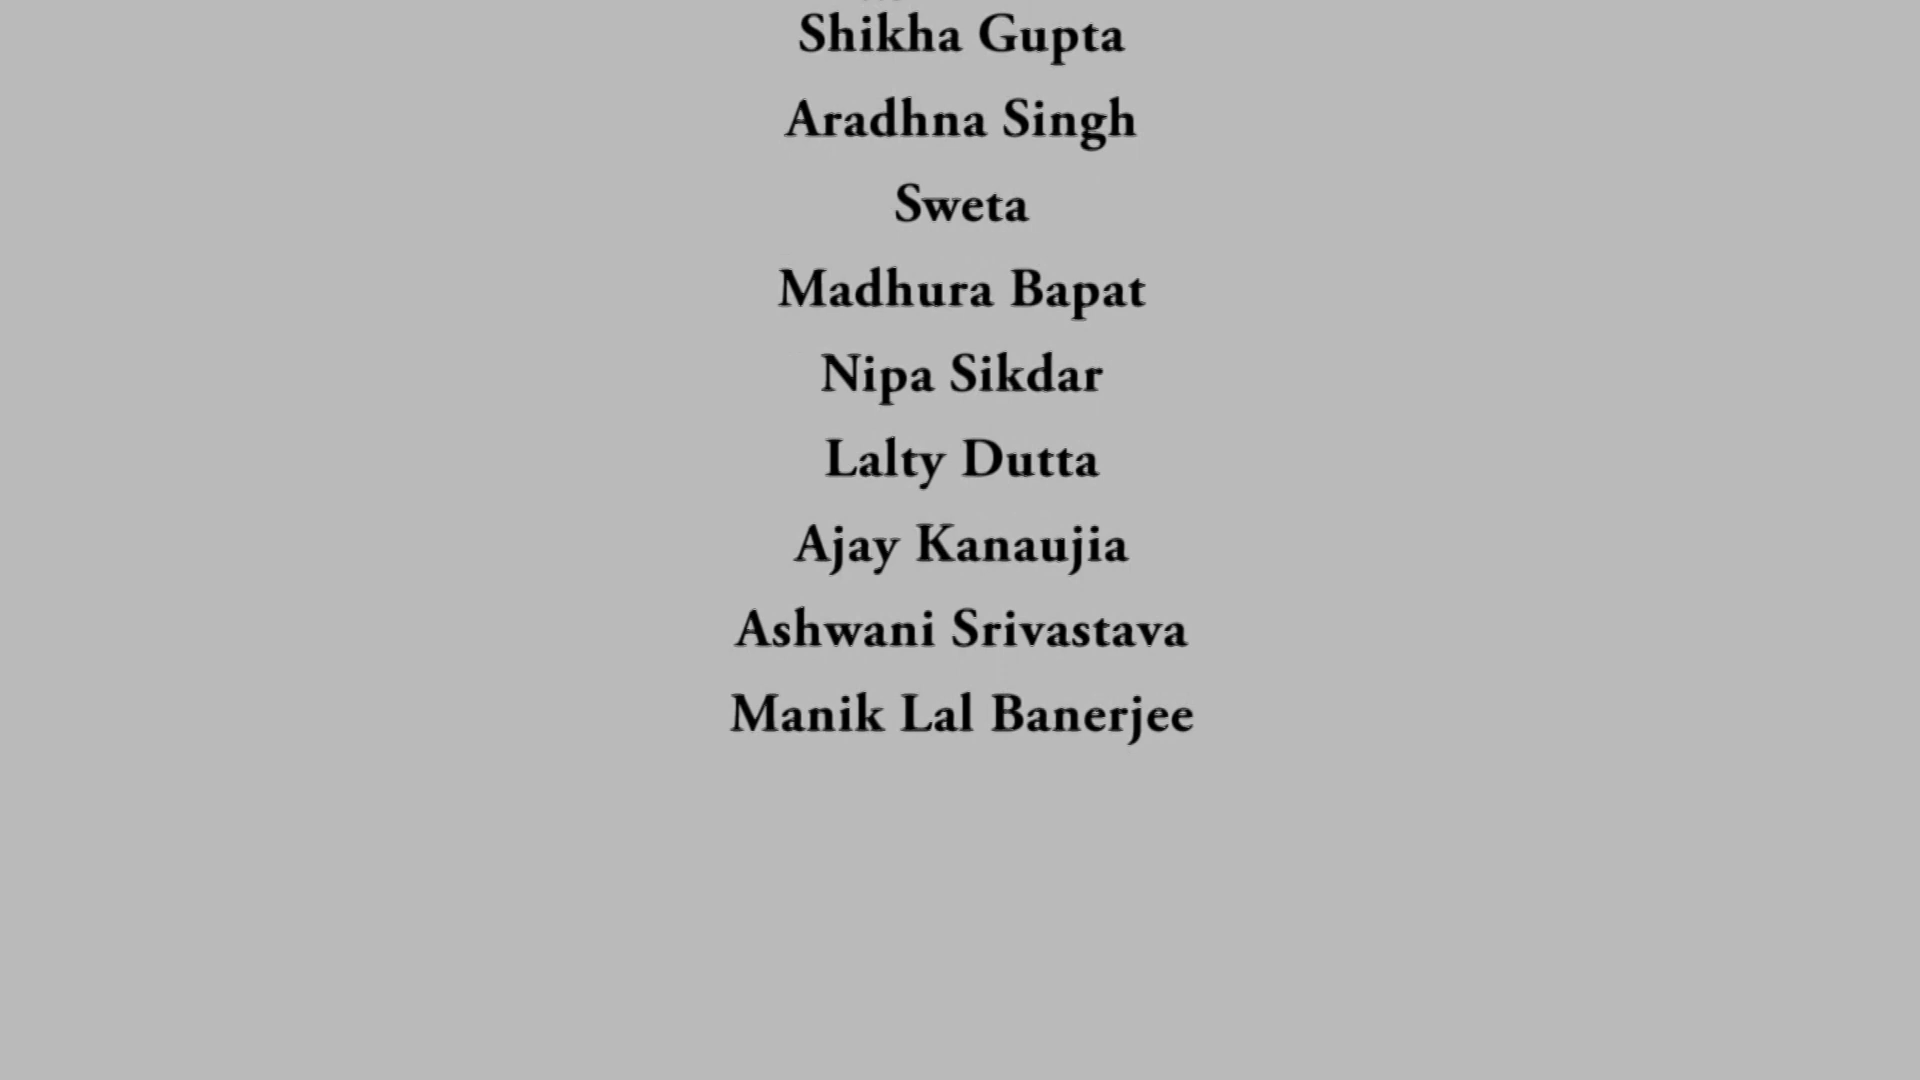 Shikha Gupta
Aradhna Singh
Sweta
Madhura Bapat
Nipa Sikdar
Lalty Dutta
Ajay Kanaujia
Ashwani Srivastava
Manik Lal Banerjee